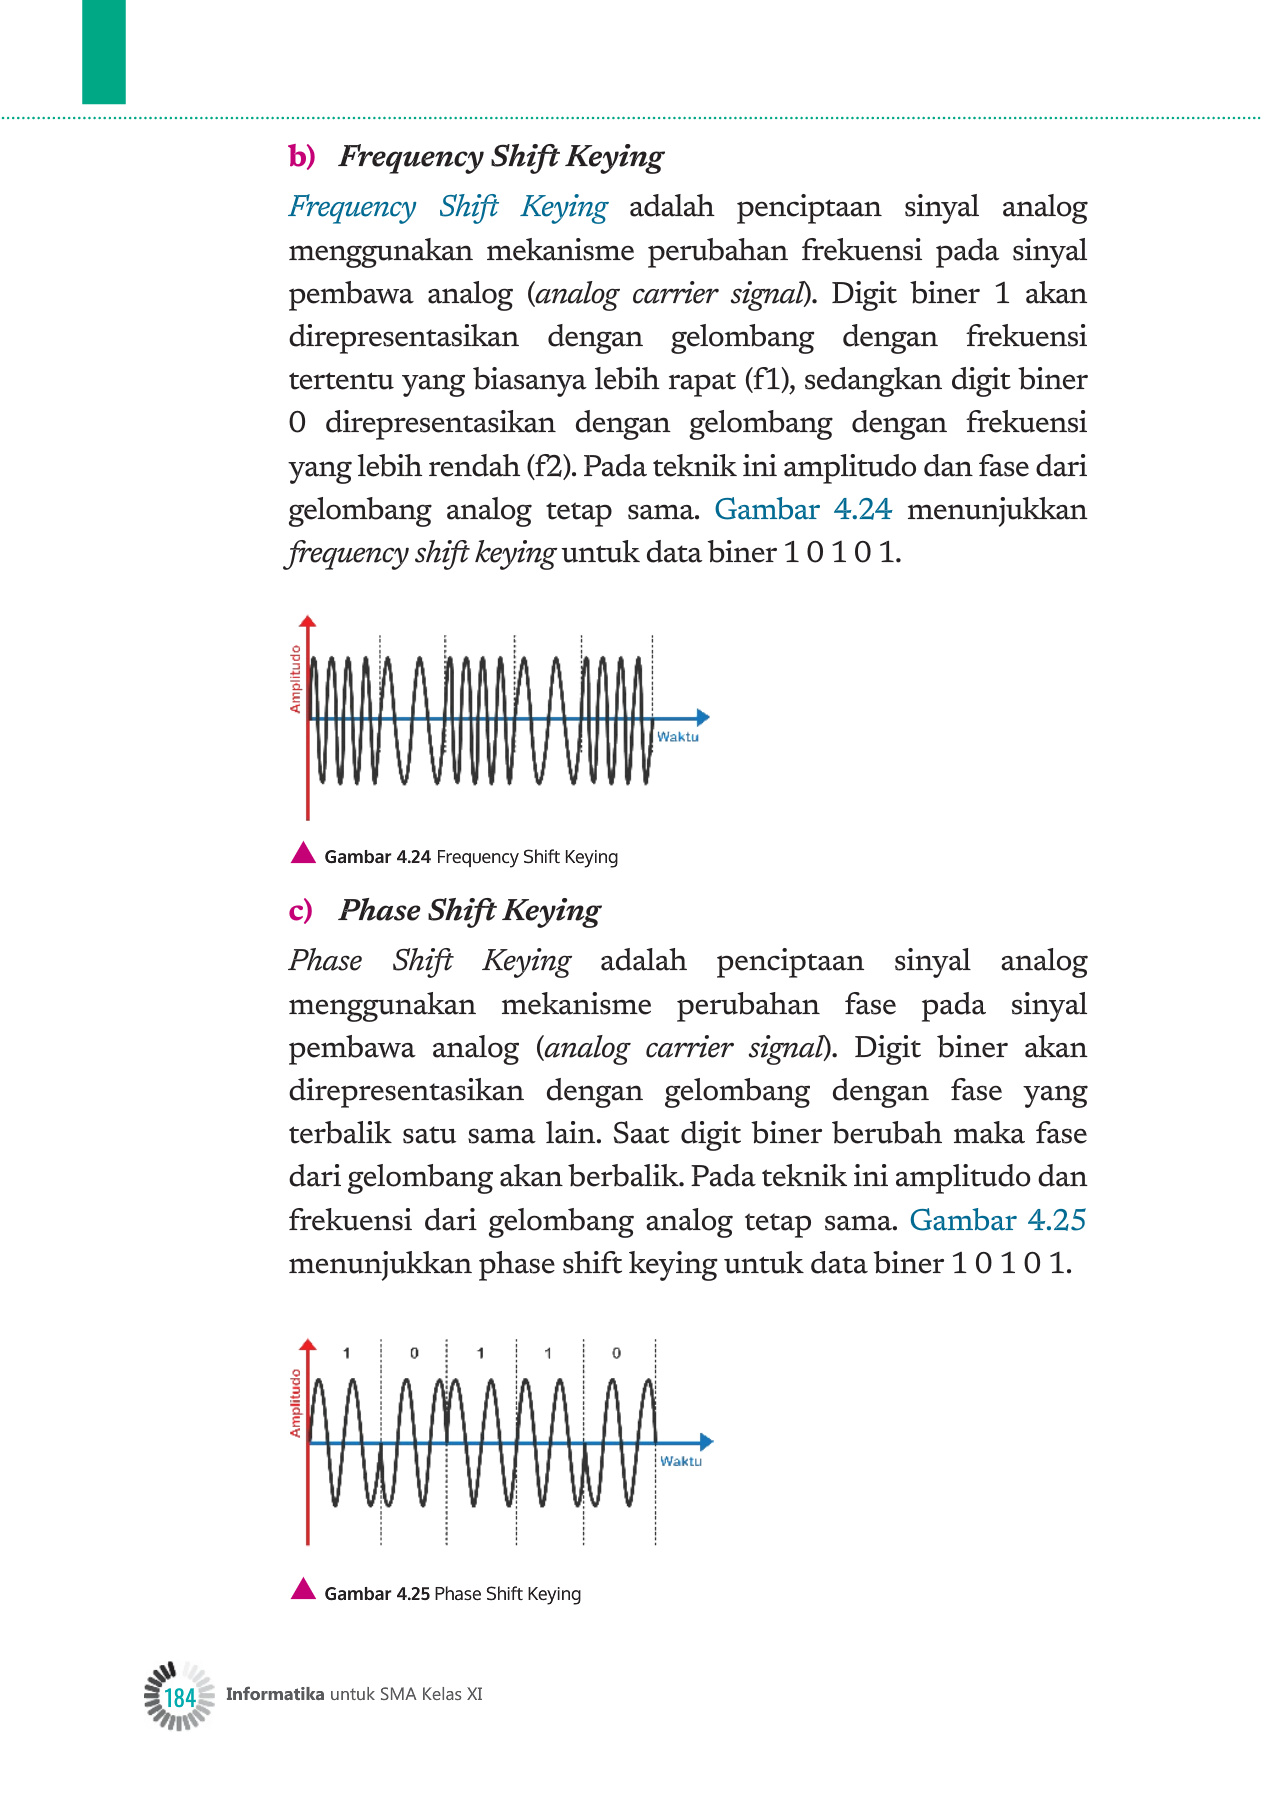 b) Frequency Shift Keying
Frequency Shift Keying adalah penciptaan sinyal analog
menggunakan mekanisme perubahan frekuensi pada sinyal
pembawa analog (analog carrier signal). Digit biner 1 akan
direpresentasikan dengan gelombang dengan frekuensi
tertentu yang biasanya lebih rapat (f1), sedangkan digit biner
0 direpresentasikan dengan gelombang dengan frekuensi
yang lebih rendah (f2). Pada teknik ini amplitudo dan fase dari
gelombang analog tetap sama. Gambar 4.24 menunjukkan
frequency shift keying untuk data biner 1 0 1 0 1.
Amplitudo
Waktu
Gambar 4.24 Frequency Shift Keying
c) Phase Shift Keying
Phase Shift Keying adalah penciptaan sinyal analog
menggunakan mekanisme perubahan fase pada sinyal
pembawa analog (analog carrier signal). Digit biner akan
direpresentasikan dengan gelombang dengan fase yang
terbalik satu sama lain. Saat digit biner berubah maka fase
dari gelombang akan berbalik. Pada teknik ini amplitudo dan
frekuensi dari gelombang analog tetap sama. Gambar 4.25
menunjukkan phase shift keying untuk data biner 1 0 1 0 1.
1 0 1 1 0
Amplitudo
Waktu
Gambar 4.25 Phase Shift Keying
184 Informatika untuk SMA Kelas XI